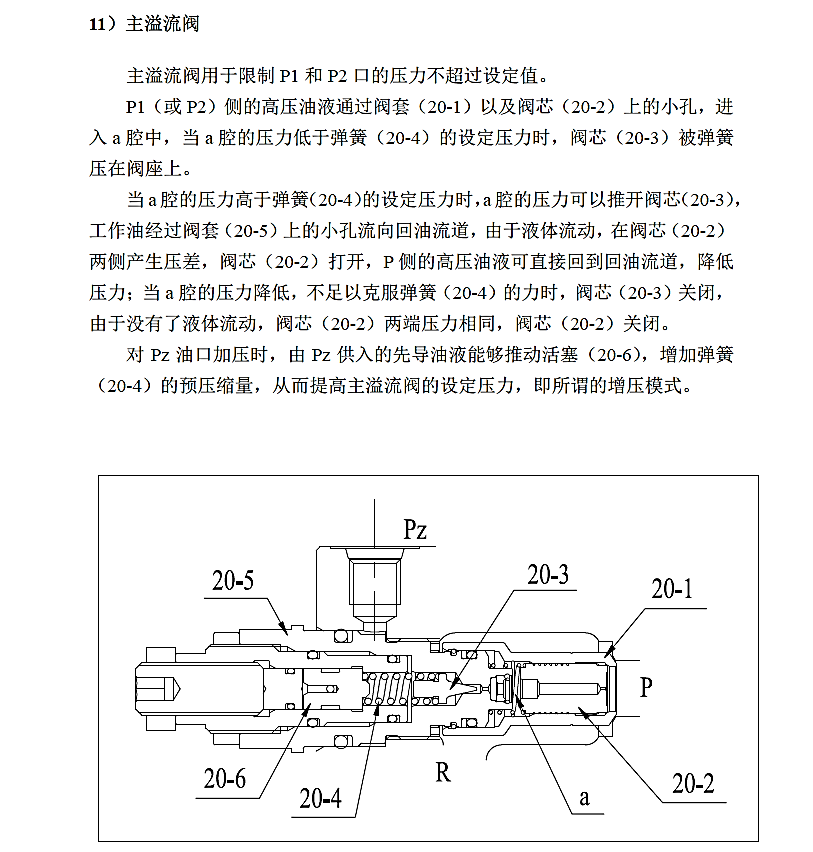 11）主溢流阀
主溢流阀用于限制 P1 和 P2 口的压力不超过设定值。
P1（或 P2）侧的高压油液通过阀套（20-1）以及阀芯（20-2）上的小孔，进
入 a 腔中，当 a 腔的压力低于弹簧（20-4）的设定压力时，阀芯（20-3）被弹簧
压在阀座上。
当 a 腔的压力高于弹簧(20-4)的设定压力时，a 腔的压力可以推开阀芯(20-3)，
工作油经过阀套（20-5）上的小孔流向回油流道，由于液体流动，在阀芯（20-2）
两侧产生压差，阀芯（20-2）打开，P 侧的高压油液可直接回到回油流道，降低
压力；当 a 腔的压力降低，不足以克服弹簧（20-4）的力时，阀芯（20-3）关闭，
由于没有了液体流动，阀芯（20-2）两端压力相同，阀芯（20-2）关闭。
对 Pz 油口加压时，由 Pz 供入的先导油液能够推动活塞（20-6），增加弹簧
（20-4）的预压缩量，从而提高主溢流阀的设定压力，即所谓的增压模式。
Pz
20-5
20-3
20-1
P
20-6
20-4
R
a
20-2